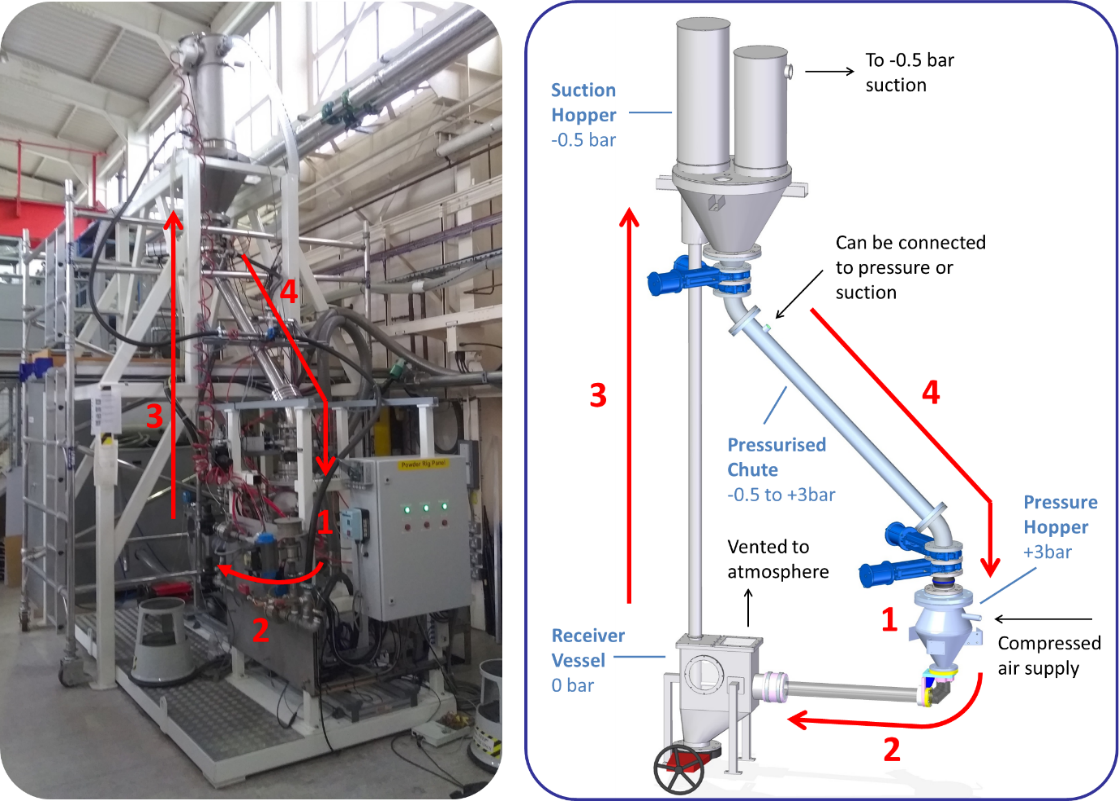 3
4
1
2
Powder Rig Panel
Suction
Hopper
-0.5 bar
To -0.5 bar
suction
Can be connected
to pressure or
suction
3
4
Pressurised
Chute
-0.5 to +3bar
Pressure
Hopper
+3bar
Vented to
atmosphere
1
Compressed
air supply
Receiver
Vessel
0 bar
2